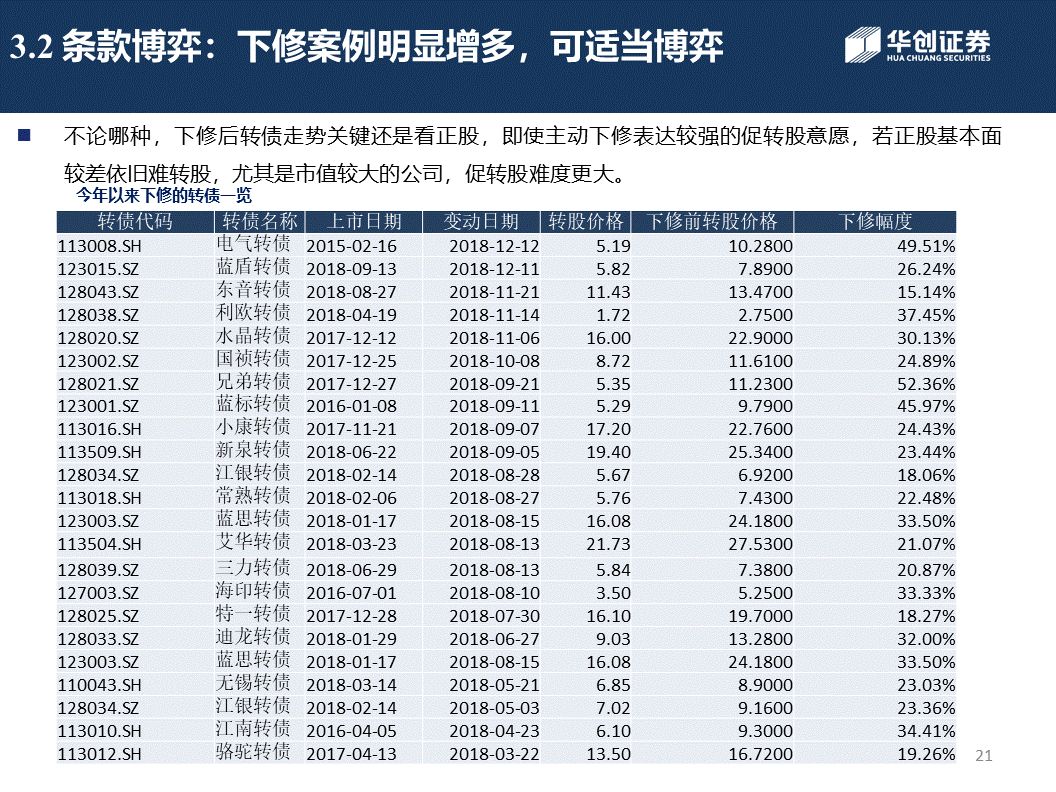 3.2 条款博弈：下修案例明显增多，可适当博弈
华创证券
HUA CHUANG SECURITIES
不论哪种，下修后转债走势关键还是看正股，即使主动下修表达较强的促转股意愿，若正股基本面
较差依旧难转股，尤其是市值较大的公司，促转股难度更大。
今年以来下修的转债一览
转债代码 转债名称 上市日期 变动日期 转股价格 下修前转股价格 下修幅度
113008.SH 电气转债 2015-02-16 2018-12-12 5.19 10.2800 49.51%
123015.SZ 蓝盾转债 2018-09-13 2018-12-11 5.82 7.8900 26.24%
128043.SZ 东音转债 2018-08-27 2018-11-21 11.43 13.4700 15.14%
128038.SZ 利欧转债 2018-04-19 2018-11-14 1.72 2.7500 37.45%
128020.SZ 水晶转债 2017-12-12 2018-11-06 16.00 22.9000 30.13%
123002.SZ 国祯转债 2017-12-25 2018-10-08 8.72 11.6100 24.89%
128021.SZ 兄弟转债 2017-12-27 2018-09-21 5.35 11.2300 52.36%
123001.SZ 蓝标转债 2016-01-08 2018-09-11 5.29 9.7900 45.97%
113016.SH 小康转债 2017-11-21 2018-09-07 17.20 22.7600 24.43%
113509.SH 新泉转债 2018-06-22 2018-09-05 19.40 25.3400 23.44%
128034.SZ 江银转债 2018-02-14 2018-08-28 5.67 6.9200 18.06%
113018.SH 常熟转债 2018-02-06 2018-08-27 5.76 7.4300 22.48%
123003.SZ 蓝思转债 2018-01-17 2018-08-15 16.08 24.1800 33.50%
113504.SH 艾华转债 2018-03-23 2018-08-13 21.73 27.5300 21.07%
128039.SZ 三力转债 2018-06-29 2018-08-13 5.84 7.3800 20.87%
127003.SZ 海印转债 2016-07-01 2018-08-10 3.50 5.2500 33.33%
128025.SZ 特一转债 2017-12-28 2018-07-30 16.10 19.7000 18.27%
128033.SZ 迪龙转债 2018-01-29 2018-06-27 9.03 13.2800 32.00%
123003.SZ 蓝思转债 2018-01-17 2018-08-15 16.08 24.1800 33.50%
110043.SH 无锡转债 2018-03-14 2018-05-21 6.85 8.9000 23.03%
128034.SZ 江银转债 2018-02-14 2018-05-03 7.02 9.1600 23.36%
113010.SH 江南转债 2016-04-05 2018-04-23 6.10 9.3000 34.41%
113012.SH 骆驼转债 2017-04-13 2018-03-22 13.50 16.7200 19.26%
21